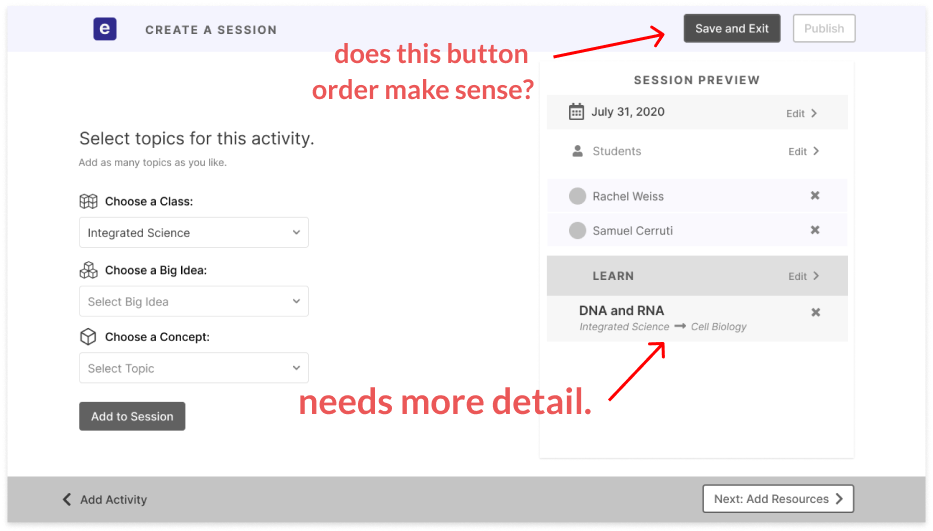 e CREATE A SESSION Save and Exit Publish
does this button
order make sense?
SESSION PREVIEW
July 31, 2020 Edit
Students Edit
Rachel Weiss
Samuel Cerruti
LEARN Edit
DNA and RNA
Integrated Science → Cell Biology
needs more detail.
Select topics for this activity.
Add as many topics as you like.
Choose a Class:
Integrated Science
Choose a Big Idea:
Select Big Idea
Choose a Concept:
Select Topic
Add to Session
Add Activity Next: Add Resources